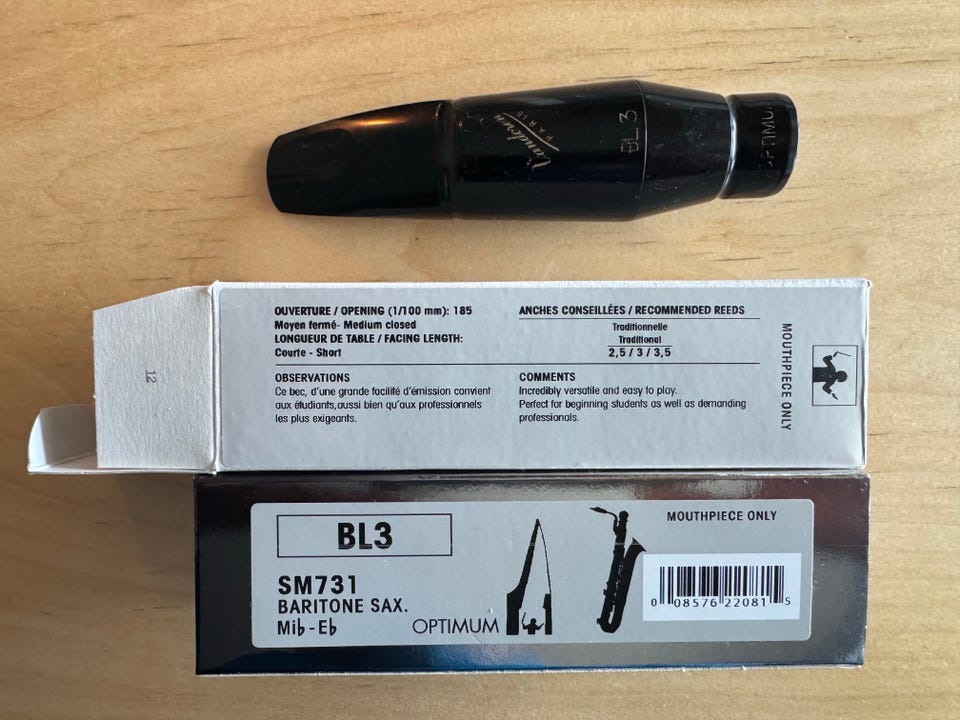 Vandoren
PARIS
BL3
OPTIMUM
OUVERTURE / OPENING (1/100 mm): 185
Moyen fermé- Medium closed
LONGUEUR DE TABLE / FACING LENGTH:
Courte - Short
ANCHES CONSEILLÉES / RECOMMENDED REEDS
Traditionnelle
Traditional
2,5 / 3 / 3,5
OBSERVATIONS
Ce bec, d'une grande facilité d'émission convient
aux étudiants,aussi bien qu'aux professionnels
les plus exigeants.
COMMENTS
Incredibly versatile and easy to play.
Perfect for beginning students as well as demanding
professionals.
MOUTHPIECE ONLY
12
BL3
SM731
BARITONE SAX.
Mi♭ - E♭
OPTIMUM
MOUTHPIECE ONLY
0 08576 22081 5